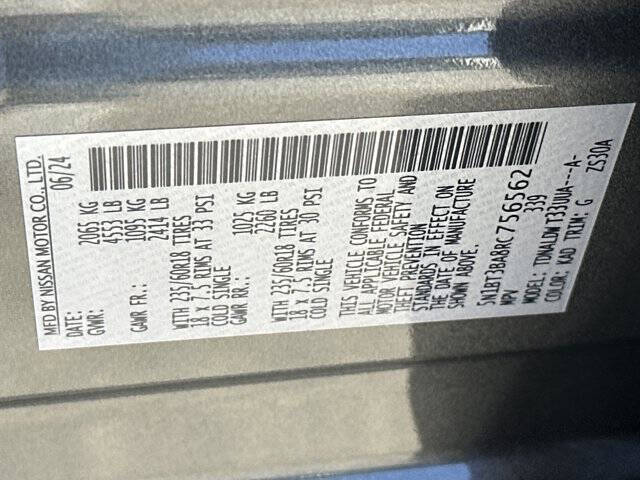 MFD BY NISSAN MOTOR CO., LTD.
DATE: 06/24
GVWR: 2065 KG
4553 LB
GAWR FR.: 1095 KG
2414 LB
WITH 235/60R18 TIRES
18 x 7.5 RIMS AT 33 PSI
COLD SINGLE
GAWR RR.: 1025 KG
2260 LB
WITH 235/60R18 TIRES
18 x 7.5 RIMS AT 30 PSI
COLD SINGLE
THIS VEHICLE CONFORMS TO
ALL APPLICABLE FEDERAL
MOTOR VEHICLE SAFETY AND
THEFT PREVENTION
STANDARDS IN EFFECT ON
THE DATE OF MANUFACTURE
SHOWN ABOVE.
5N1BT3BA8RC756562
MPV 339
MODEL: TDNALDWT33UUA---A-
COLOR: KAD TRIM: G ZS30A